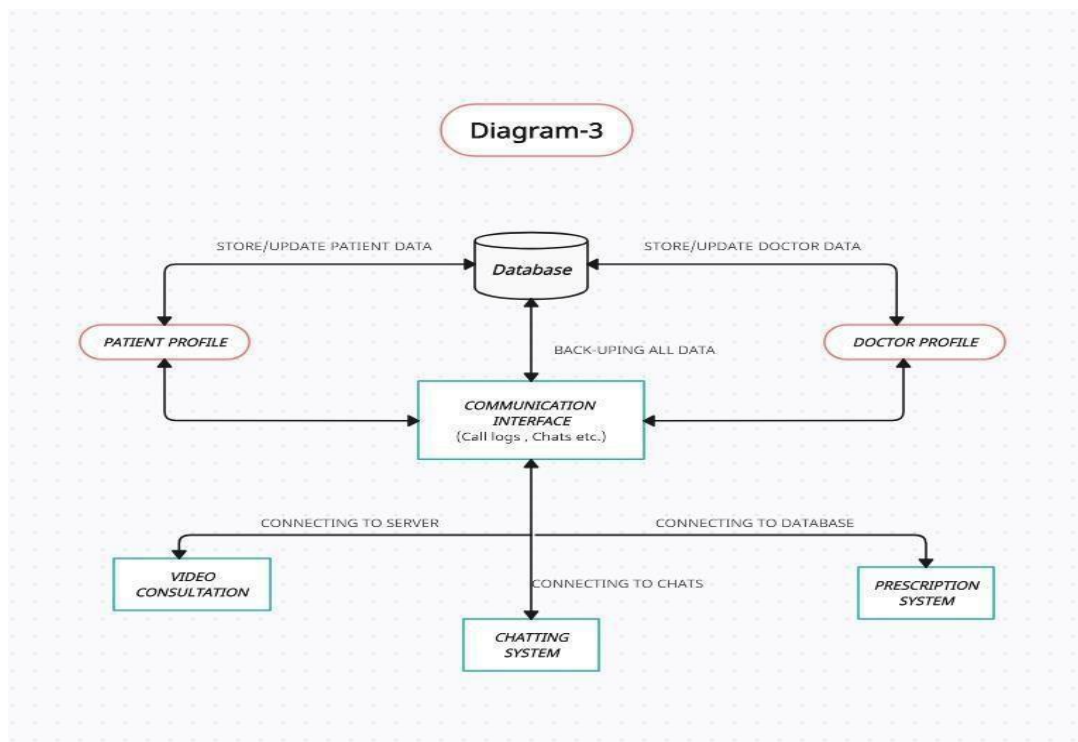 Diagram-3
STORE/UPDATE PATIENT DATA
STORE/UPDATE DOCTOR DATA
Database
PATIENT PROFILE
DOCTOR PROFILE
BACK-UPING ALL DATA
COMMUNICATION
INTERFACE
(Call logs , Chats etc.)
CONNECTING TO SERVER
CONNECTING TO DATABASE
VIDEO
CONSULTATION
CONNECTING TO CHATS
PRESCRIPTION
SYSTEM
CHATTING
SYSTEM